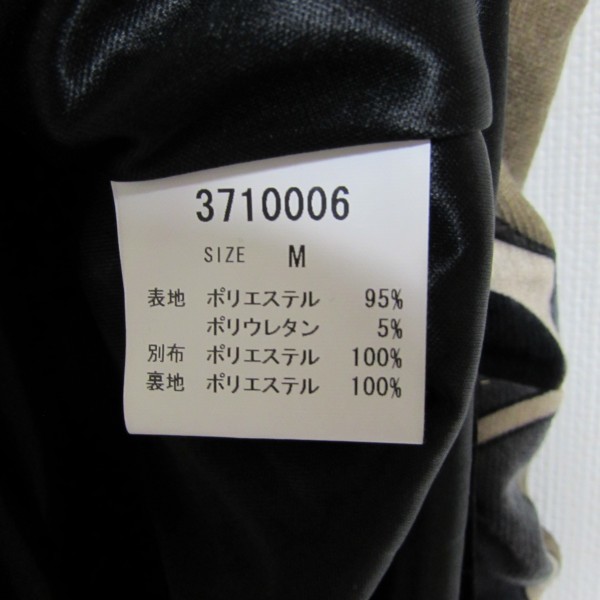 3710006
SIZE M
表地 ポリエステル 95%
ポリウレタン 5%
別布 ポリエステル 100%
裏地 ポリエステル 100%